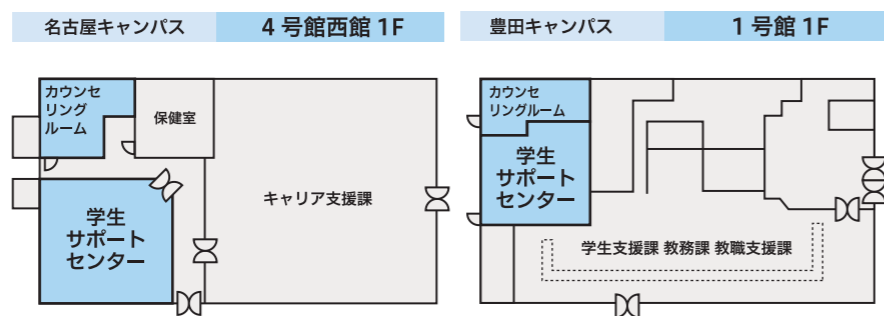 名古屋キャンパス
4 号館西館 1F
カウンセ
リング
ルーム
保健室
学生
サポート
センター
キャリア支援課
豊田キャンパス
1 号館 1F
カウンセ
リングルーム
学生
サポート
センター
学生支援課 教務課 教職支援課